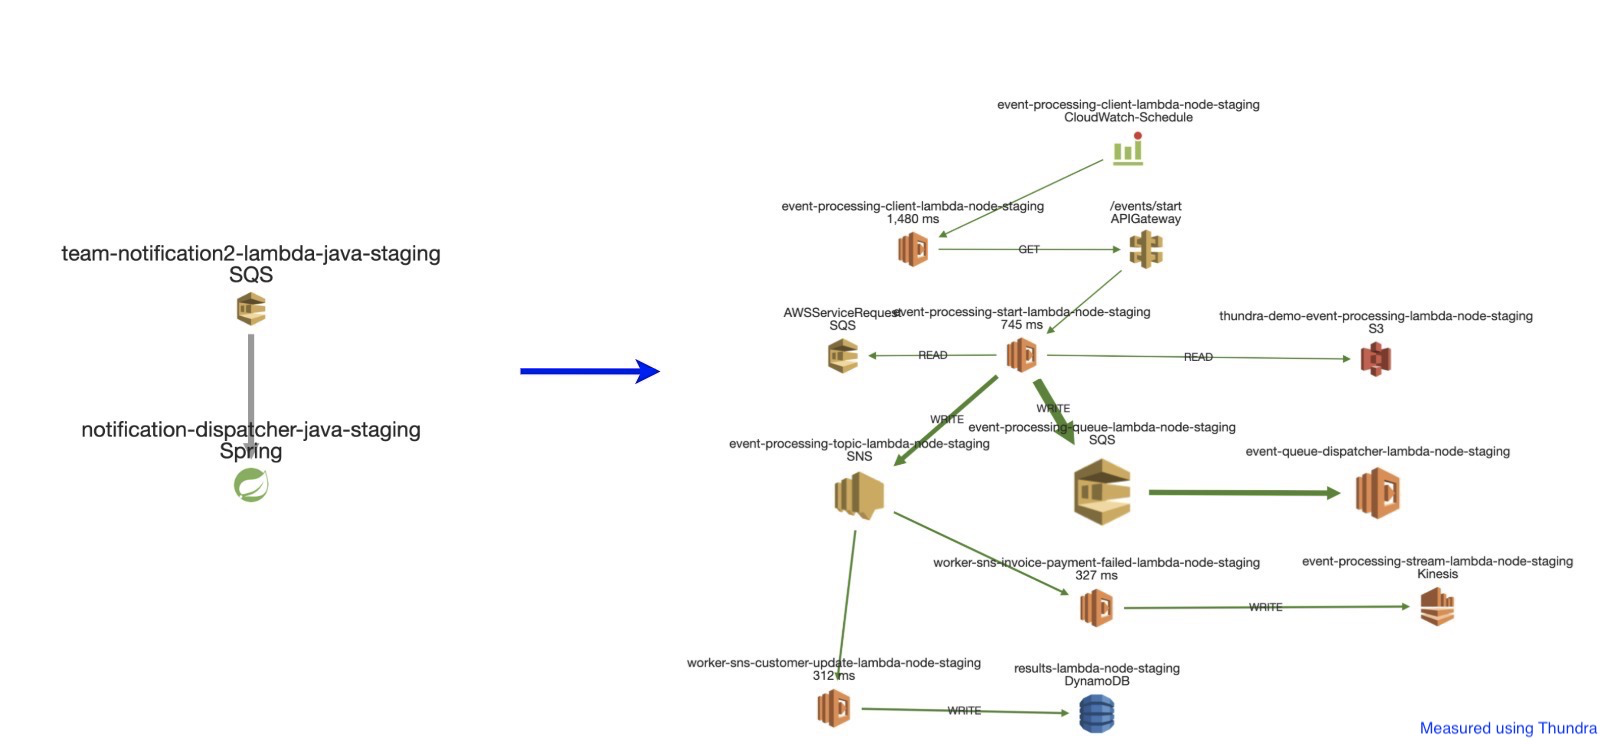 event-processing-client-lambda-node-staging
CloudWatch-Schedule
event-processing-client-lambda-node-staging
1,480 ms
/events/start
APIGateway
GET
team-notification2-lambda-java-staging
SQS
AWSServiceRequest
SQS
event-processing-start-lambda-node-staging
745 ms
thundra-demo-event-processing-lambda-node-staging
S3
READ
READ
WRITE
WRITE
notification-dispatcher-java-staging
Spring
event-processing-topic-lambda-node-staging
SNS
event-processing-queue-lambda-node-staging
SQS
event-queue-dispatcher-lambda-node-staging
worker-sns-invoice-payment-failed-lambda-node-staging
327 ms
event-processing-stream-lambda-node-staging
Kinesis
WRITE
worker-sns-customer-update-lambda-node-staging
312 ms
results-lambda-node-staging
DynamoDB
WRITE
Measured using Thundra